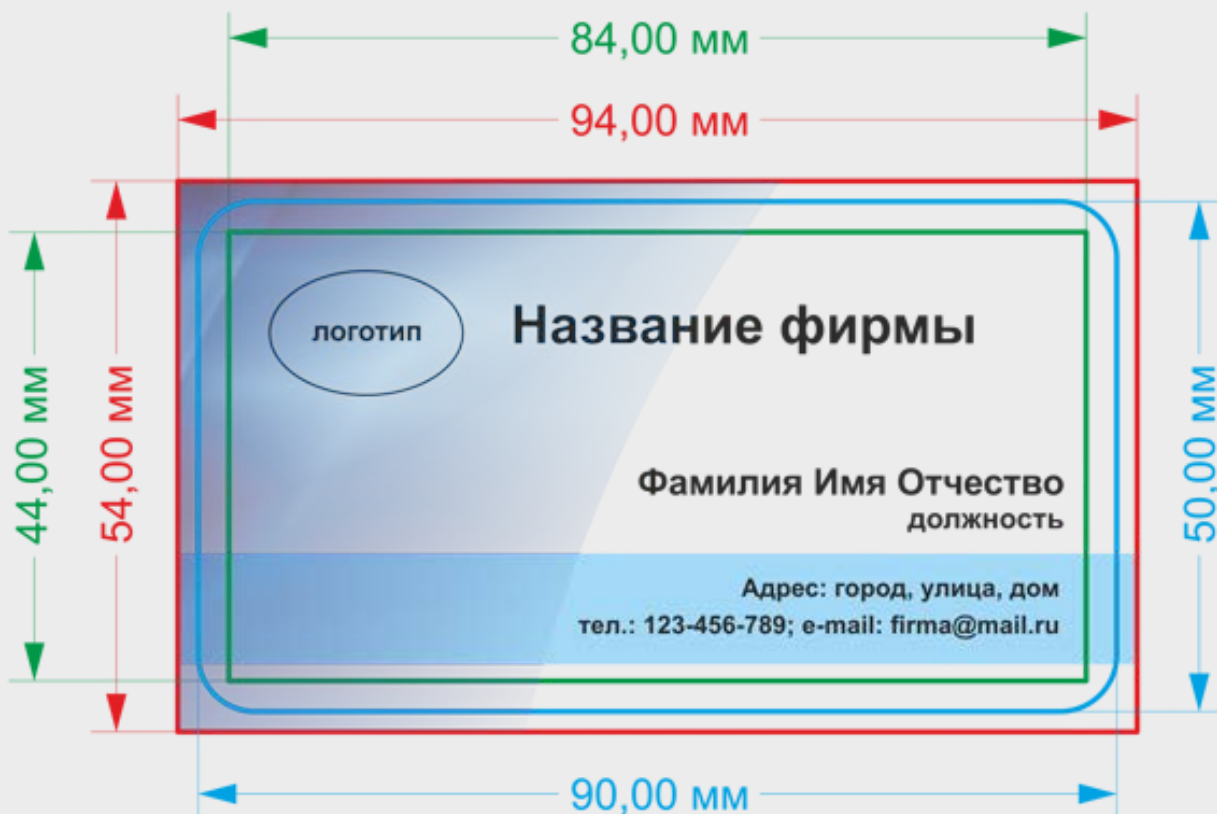 84,00 мм
94,00 мм
44,00 мм
54,00 мм
50,00 мм
логотип
Название фирмы
Фамилия Имя Отчество
должность
Адрес: город, улица, дом
тел.: 123-456-789; e-mail: firma@mail.ru
90,00 мм